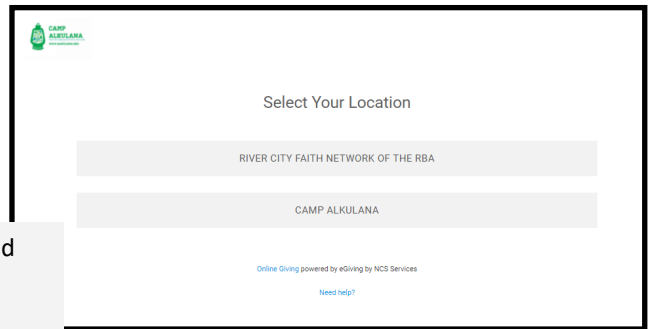 CAMP
ALKULANA
Select Your Location
RIVER CITY FAITH NETWORK OF THE RBA
CAMP ALKULANA
d
Online Giving powered by eGiving by NCS Services
Need help?